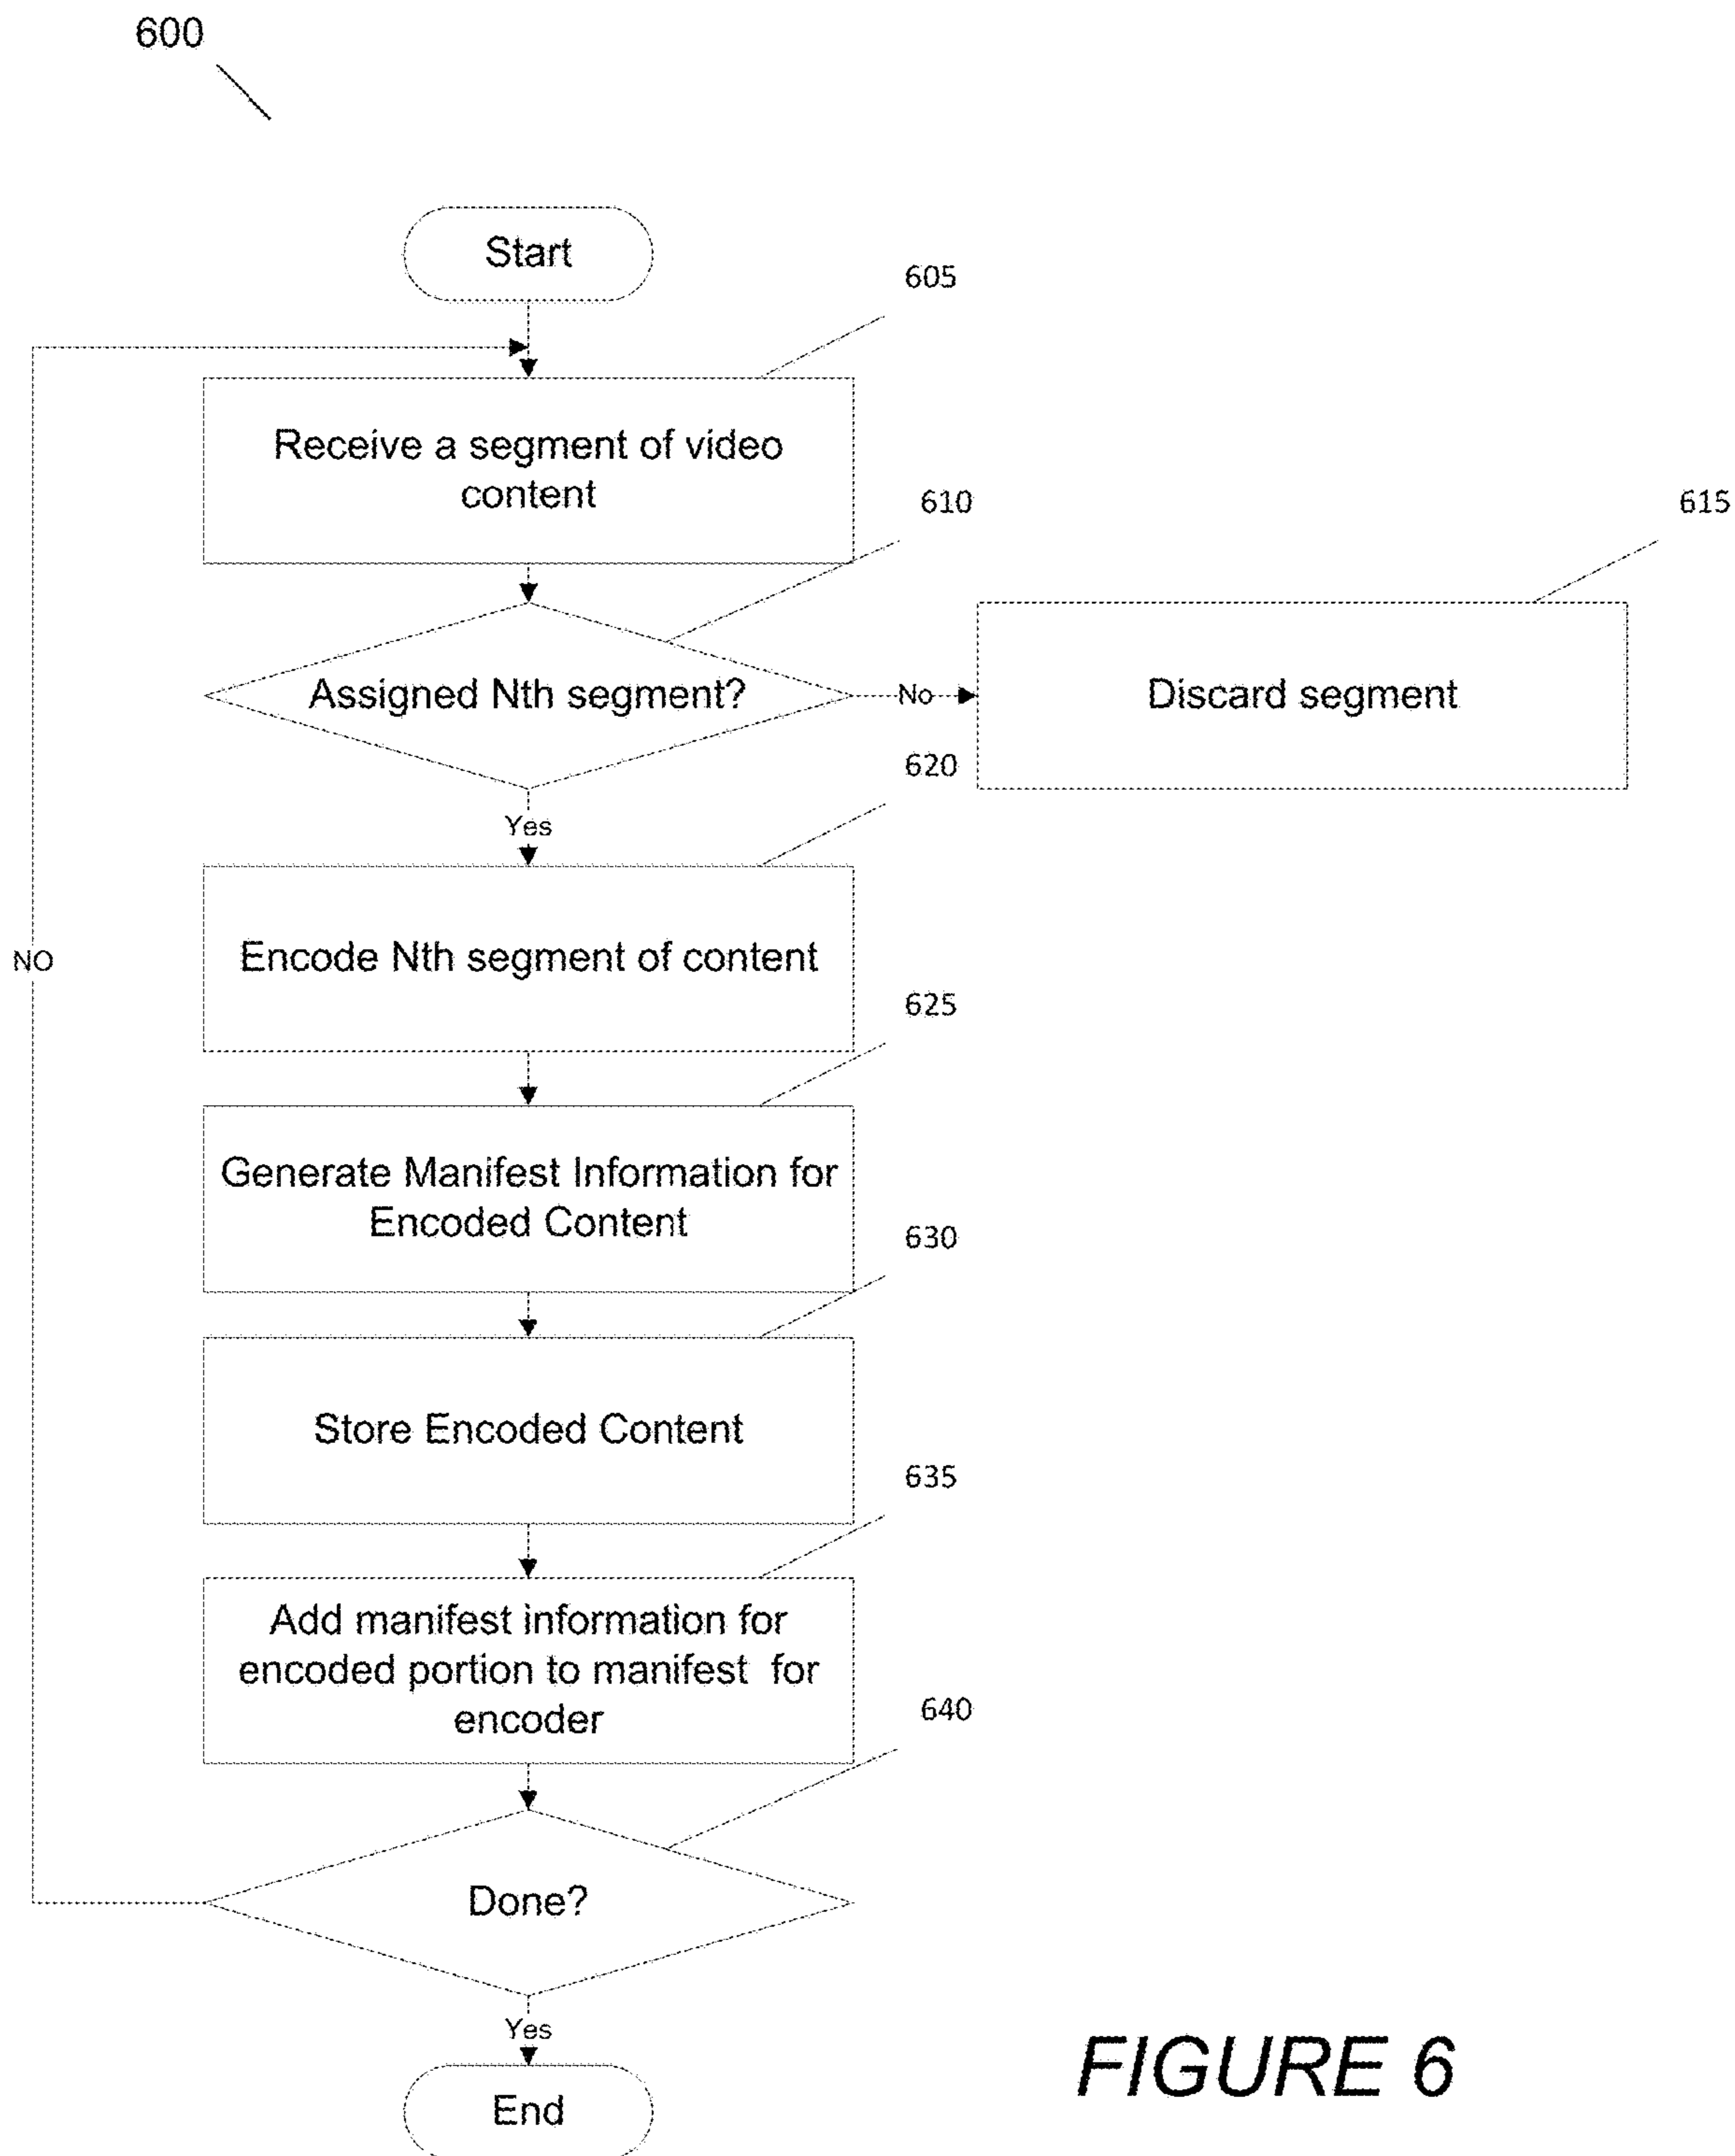 600
Start
605
Receive a segment of video
content
610
615
Assigned Nth segment?
No
Discard segment
620
Yes
Encode Nth segment of content
NO
625
Generate Manifest Information for
Encoded Content
630
Store Encoded Content
635
Add manifest information for
encoded portion to manifest for
encoder
640
Done?
Yes
End
FIGURE 6